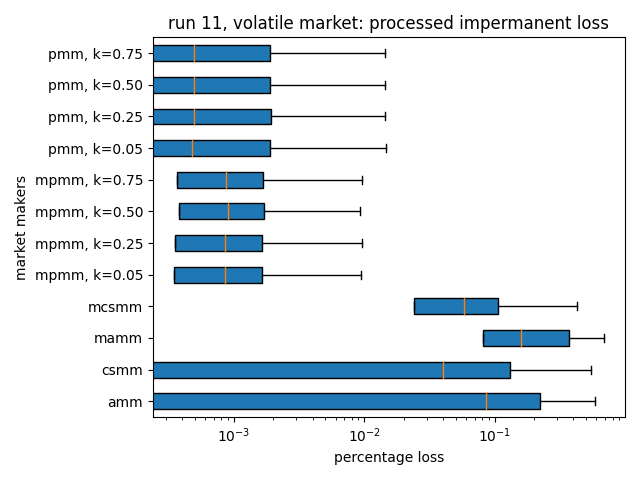 run 11, volatile market: processed impermanent loss
pmm, k=0.75
pmm, k=0.50
pmm, k=0.25
pmm, k=0.05
mpmm, k=0.75
mpmm, k=0.50
mpmm, k=0.25
mpmm, k=0.05
mcsmm
mamm
csmm
amm
market makers
10⁻³
10⁻²
10⁻¹
percentage loss